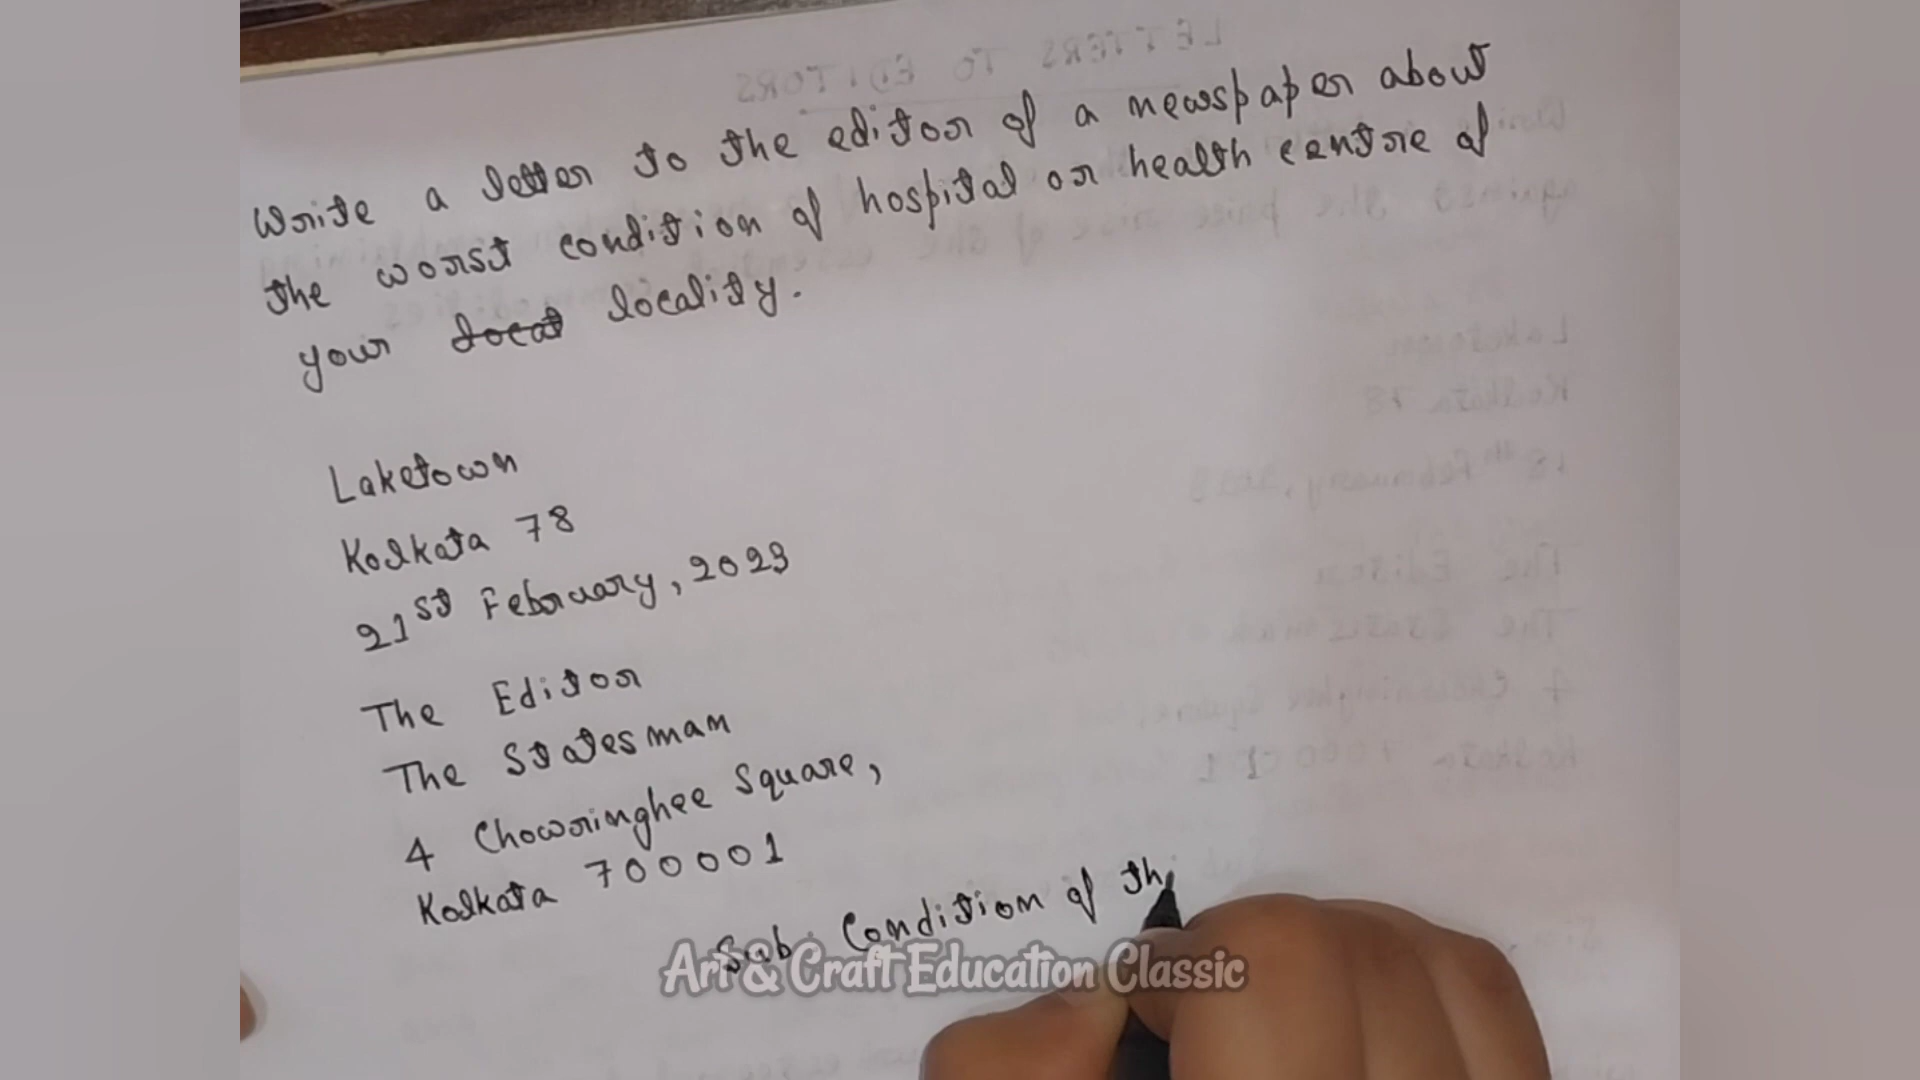 Write a letter to the editor of a newspaper about
the worst condition of hospital or health centre of
your locality.
Laketown
Kolkata 78
21st February, 2023
The Editor
The Statesman
4 Chowringhee Square,
Kolkata 700001
Sub: Condition of th
Art & Craft Education Classic